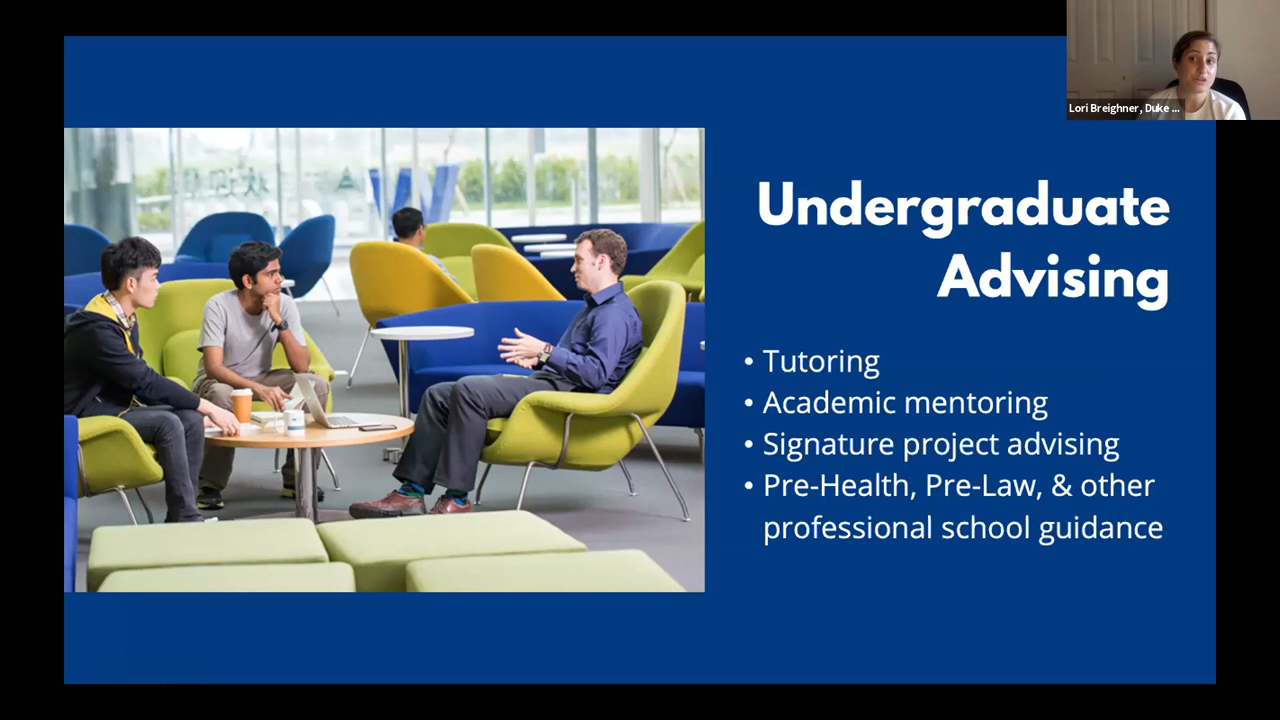 Lori Breighner, Duke ...
Undergraduate
Advising
• Tutoring
• Academic mentoring
• Signature project advising
• Pre-Health, Pre-Law, & other
professional school guidance